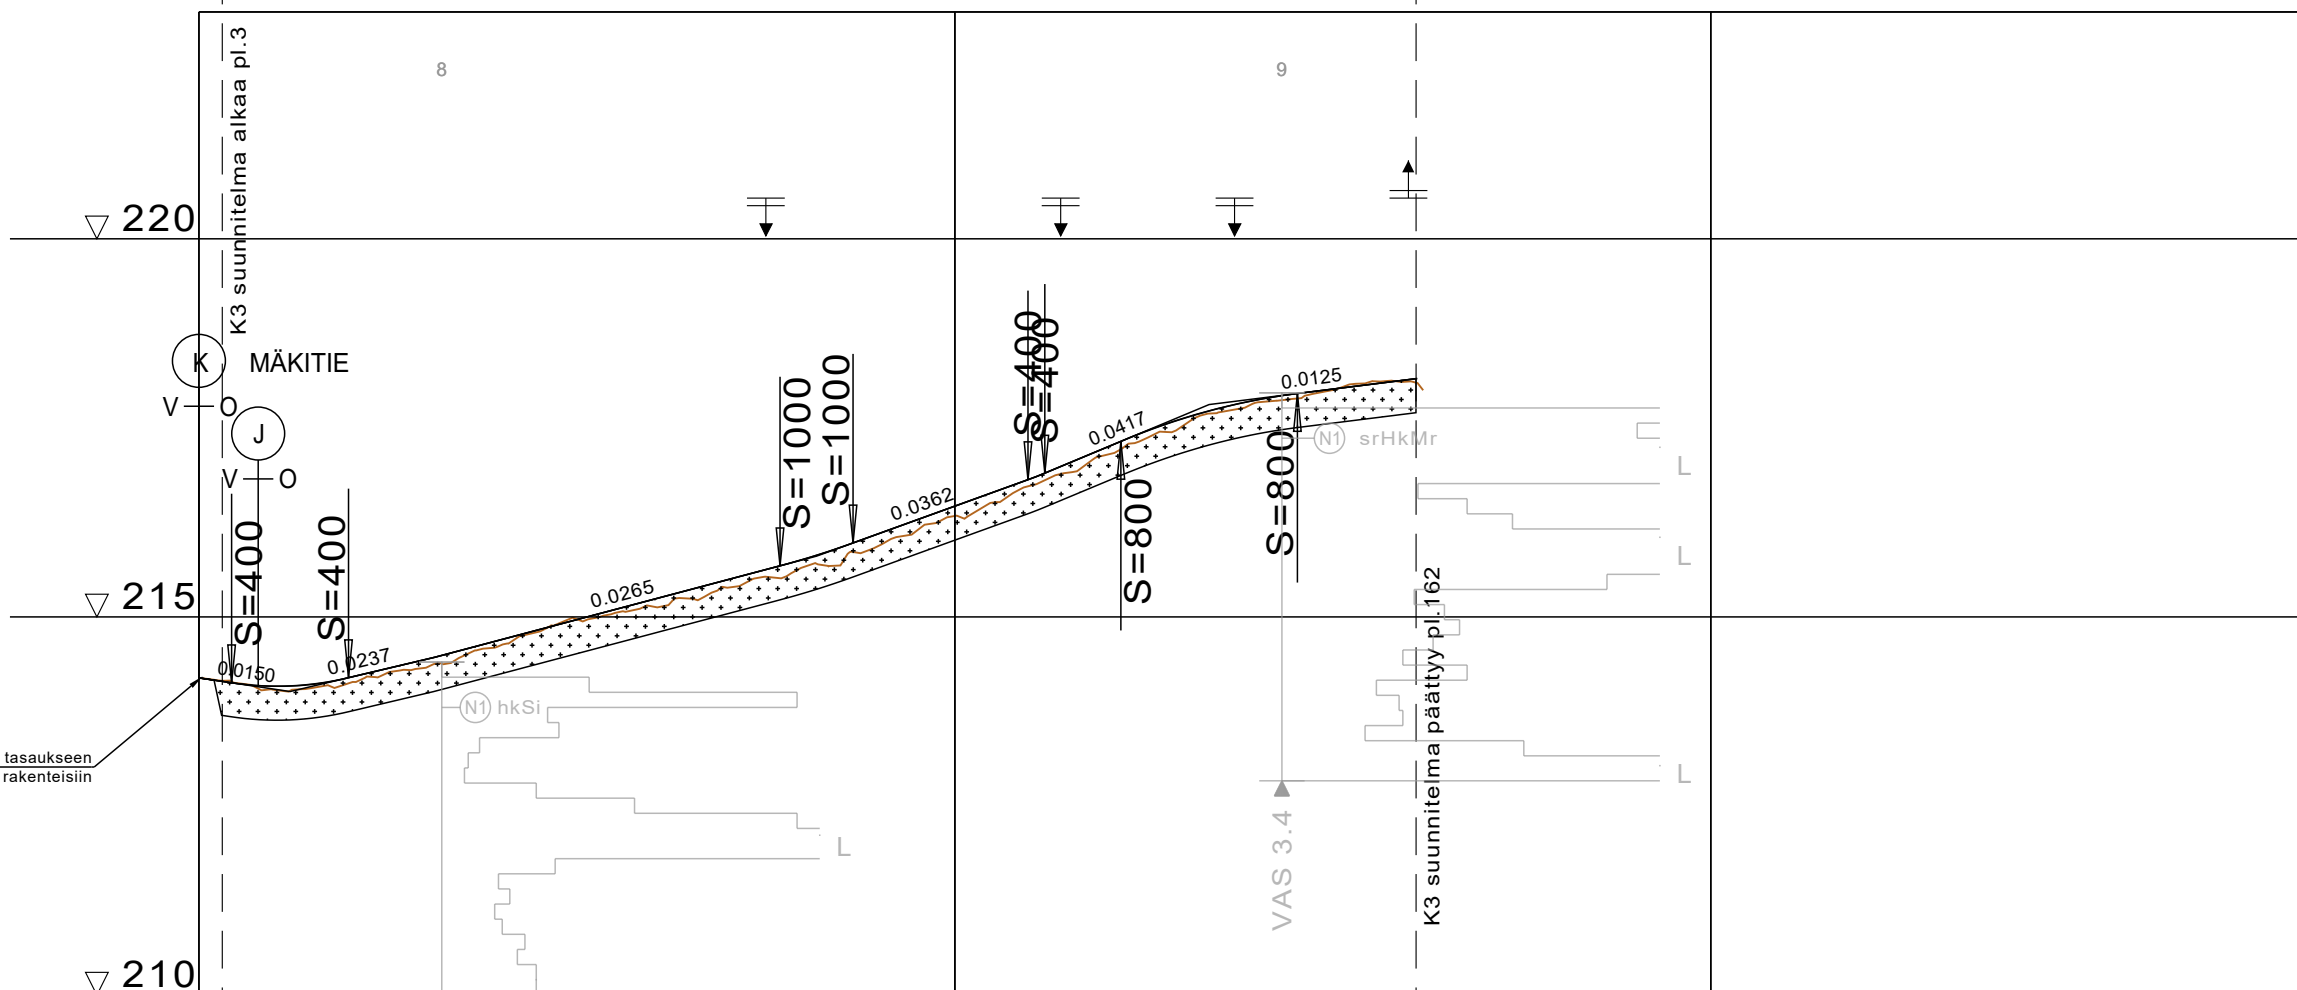 K3 suunnitelma alkaa pl.3
8
9
220
K
MÄKITIE
V
O
J
V
O
S=400
S=400
S=1000
S=1000
S=400
S=400
S=800
S=800
0.0150
0.0237
0.0265
0.0362
0.0417
0.0125
215
N1
hkSi
N1
srHkMr
L
L
L
L
tasaukseen
rakenteisiin
VAS 3.4
K3 suunnitelma päättyy pl.162
210